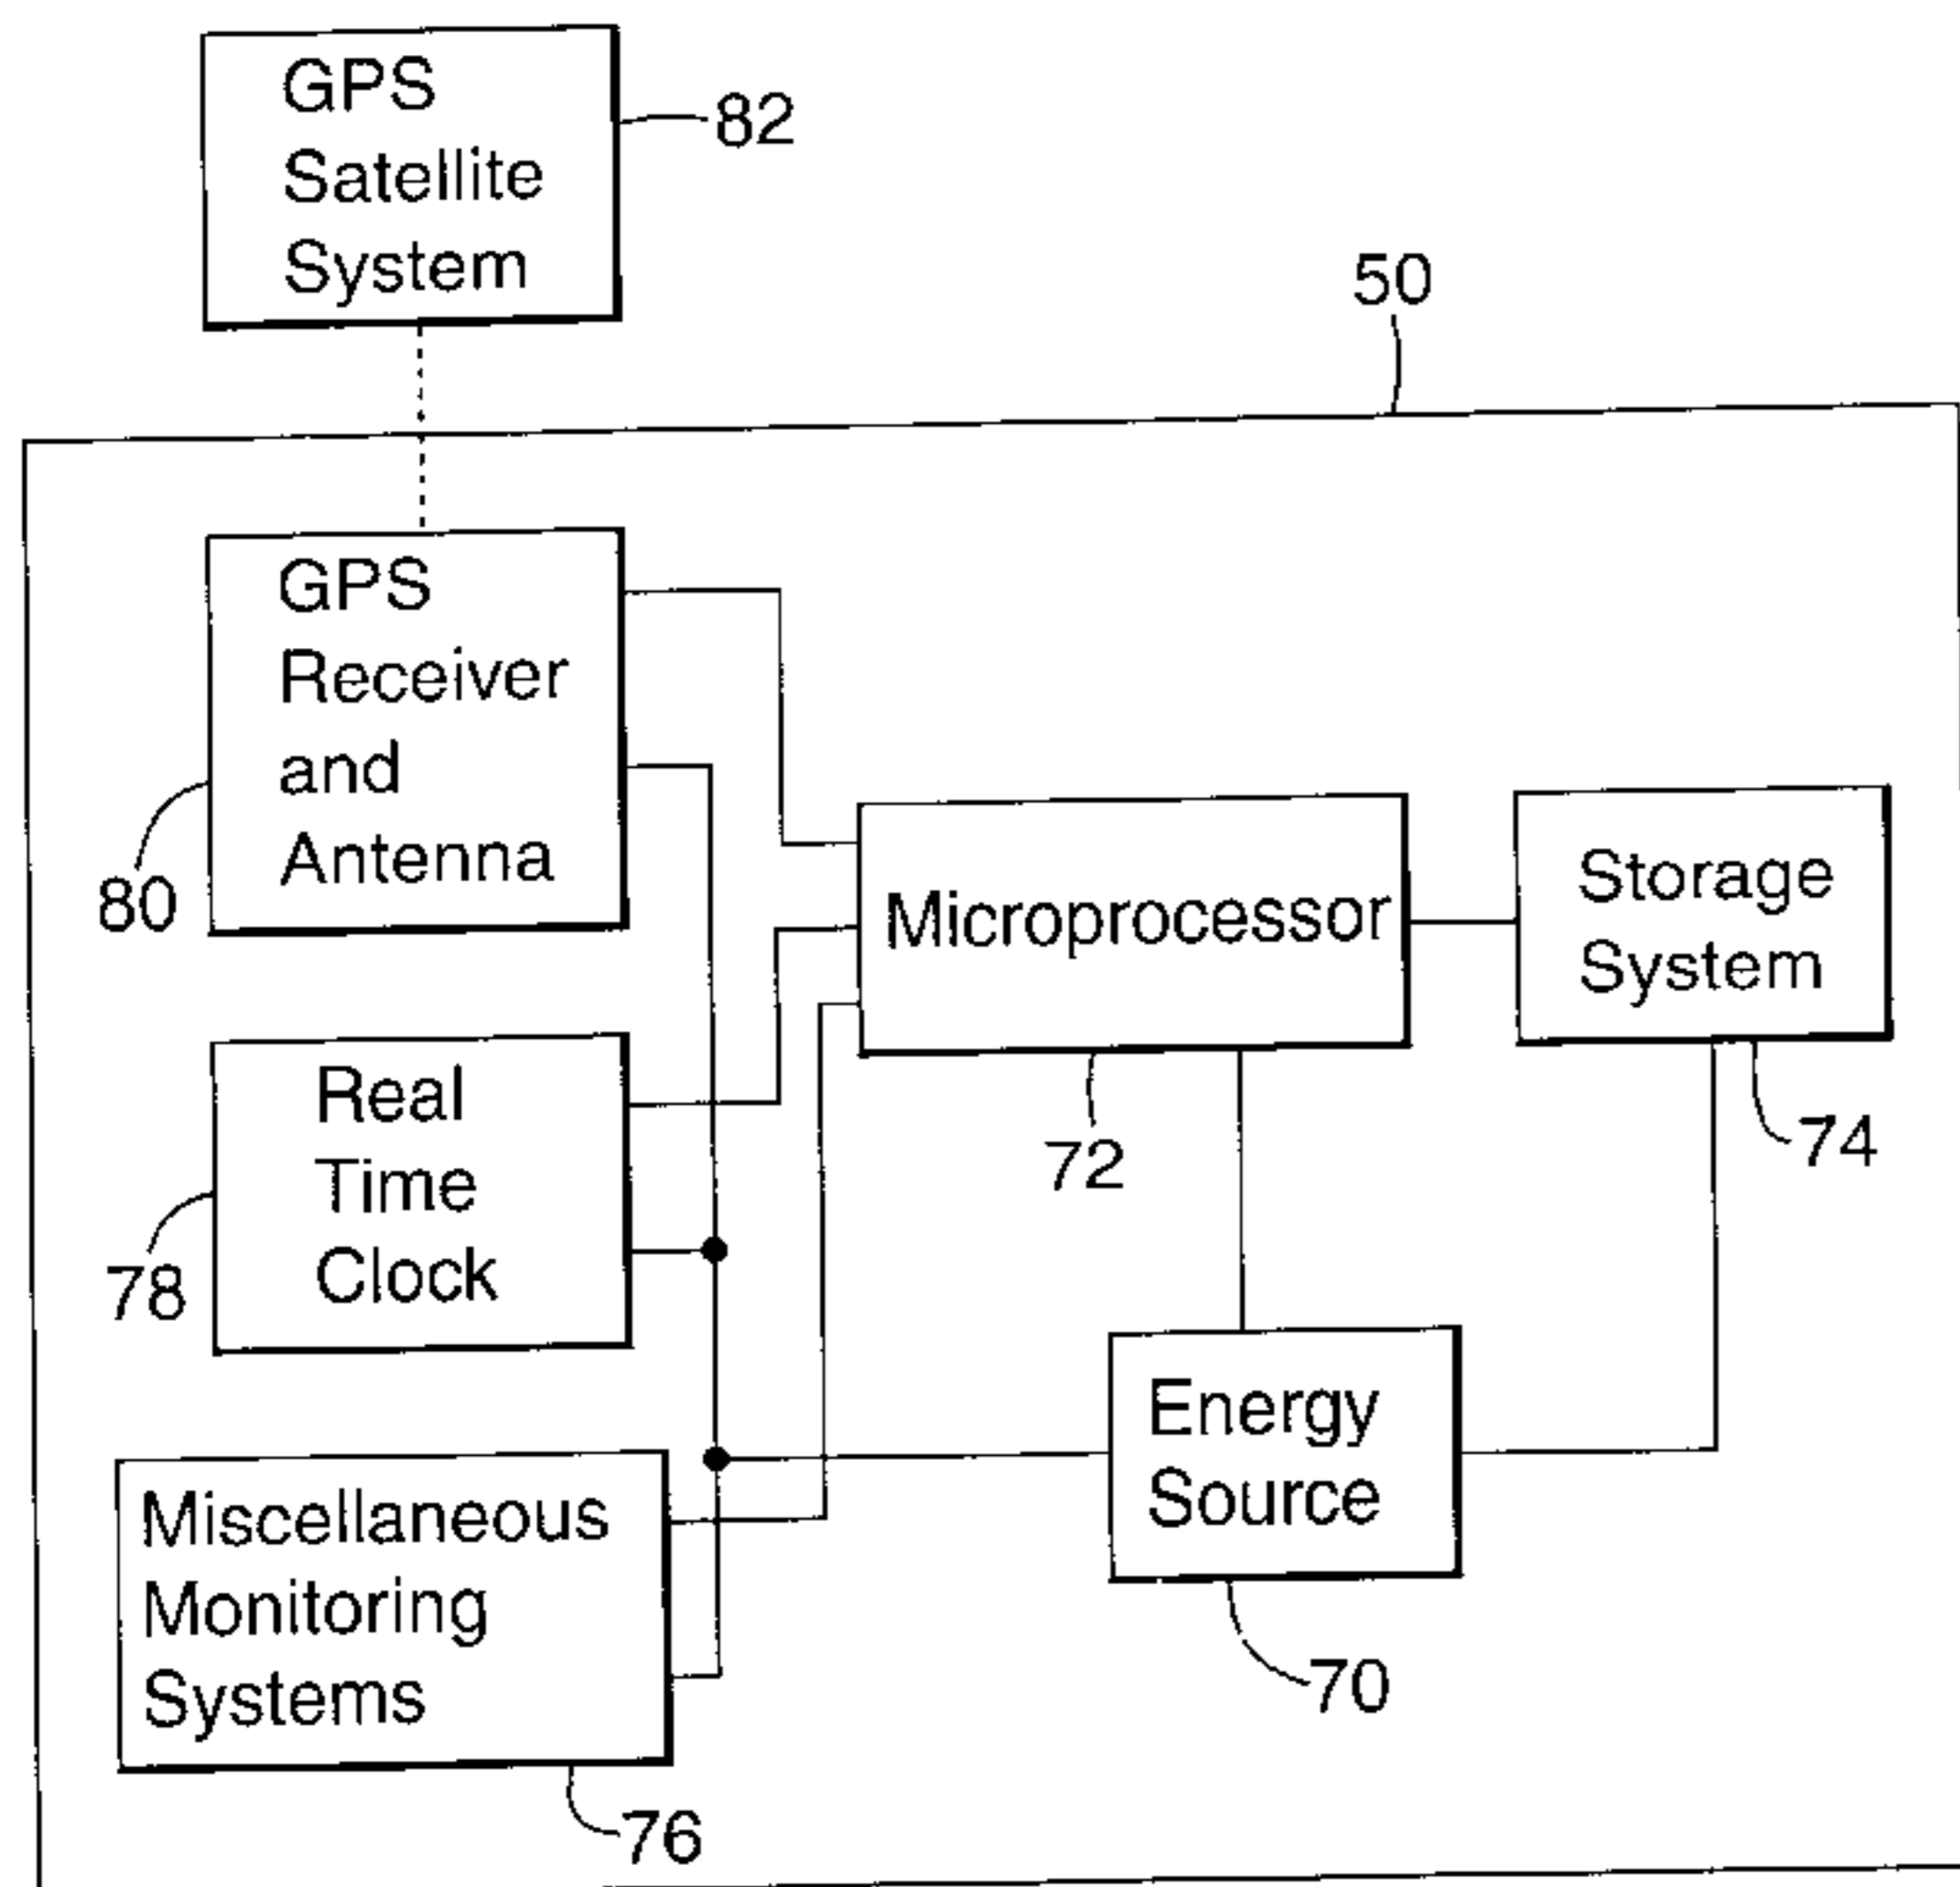 GPS
Satellite
System
82
50
GPS
Receiver
and
Antenna
80
Microprocessor
72
Storage
System
74
Real
Time
Clock
78
Energy
Source
70
Miscellaneous
Monitoring
Systems
76